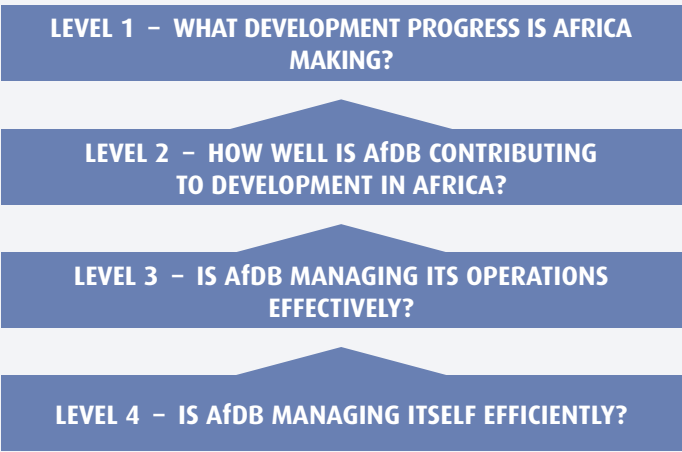 LEVEL 1 – WHAT DEVELOPMENT PROGRESS IS AFRICA
MAKING?
LEVEL 2 – HOW WELL IS AfDB CONTRIBUTING
TO DEVELOPMENT IN AFRICA?
LEVEL 3 – IS AfDB MANAGING ITS OPERATIONS
EFFECTIVELY?
LEVEL 4 – IS AfDB MANAGING ITSELF EFFICIENTLY?